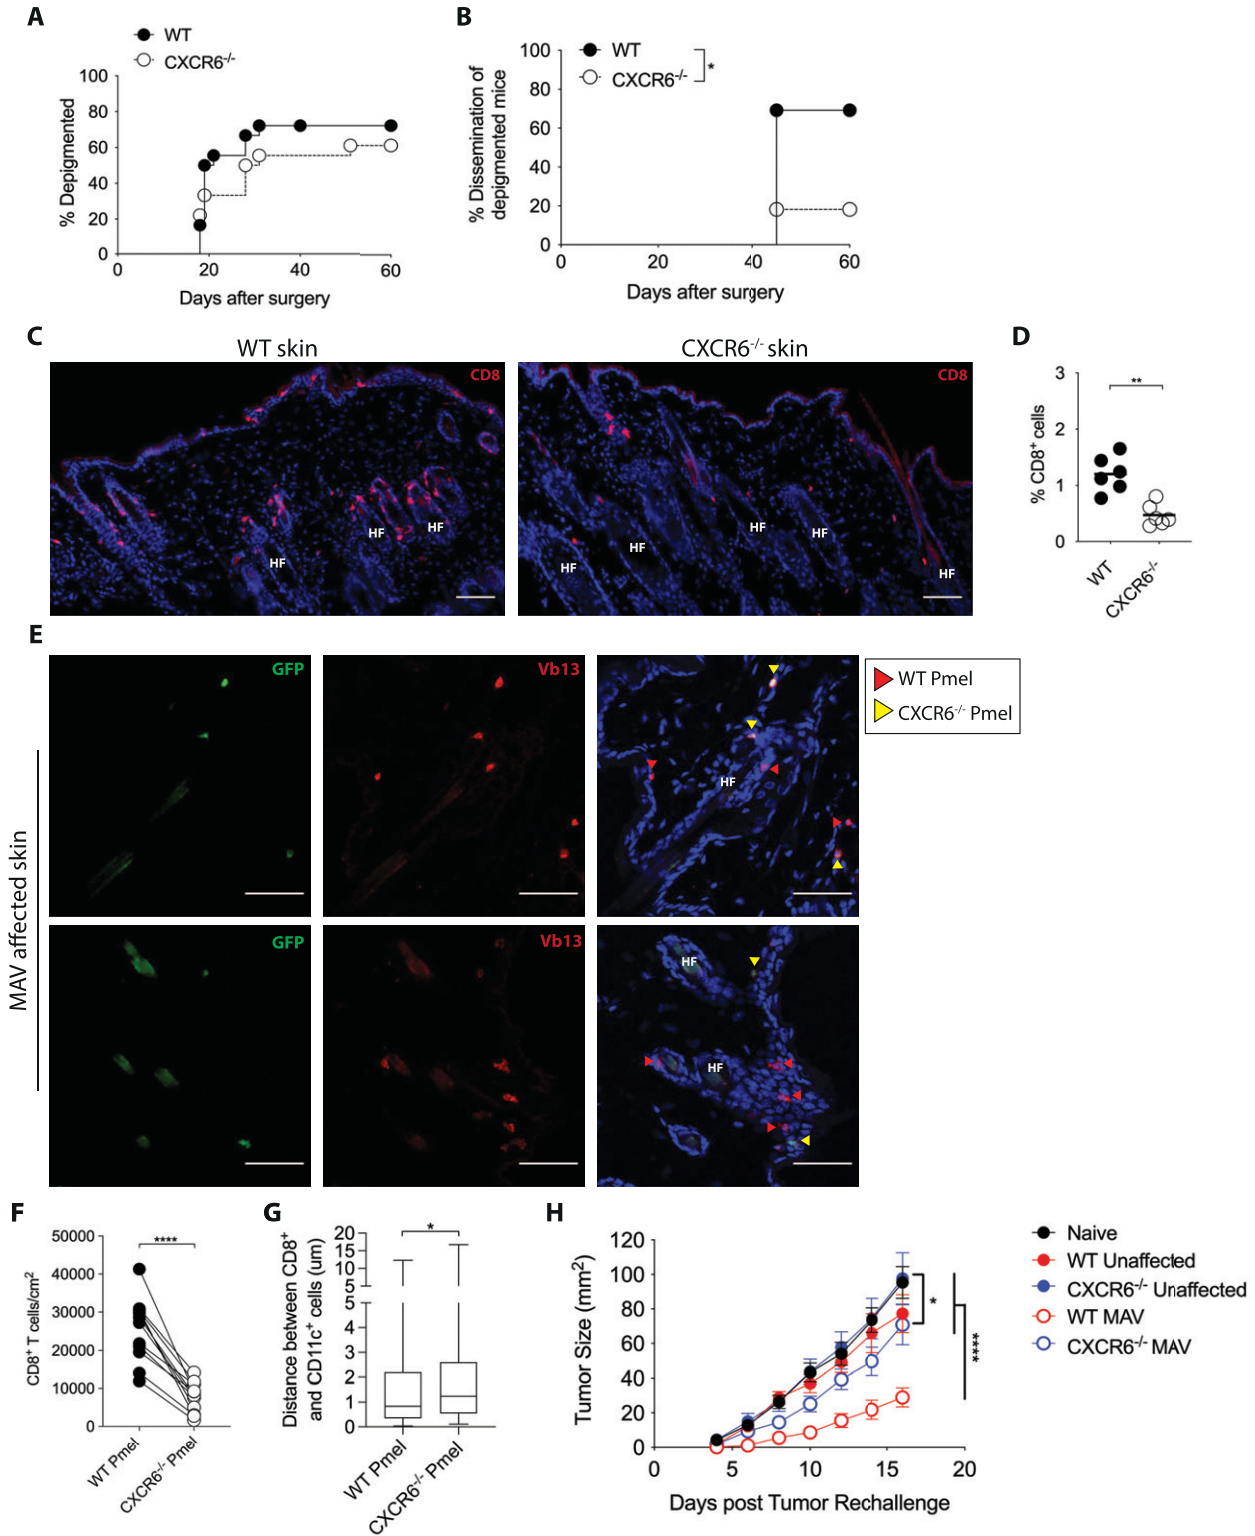 A
WT
CXCR6-/-
% Depigmented
100
80
60
40
20
0
0 20 40 60
Days after surgery
B
WT
CXCR6-/-
*
% Dissemination of
depigmented mice
100
80
60
40
20
0
0 20 40 60
Days after surgery
C
WT skin
CXCR6-/- skin
CD8
CD8
HF
HF
HF
HF
HF
HF
HF
HF
D
% CD8+ cells
3
2
1
0
**
WT
CXCR6-/-
E
MAV affected skin
GFP
Vb13
HF
WT Pmel
CXCR6-/- Pmel
GFP
Vb13
HF
HF
F
CD8+ T cells/cm2
50000
40000
30000
20000
10000
0
****
WT Pmel
CXCR6-/- Pmel
G
Distance between CD8+
and CD11c+ cells (um)
20
15
10
5
5
4
3
2
1
0
*
WT Pmel
CXCR6-/- Pmel
H
Tumor Size (mm2)
120
100
80
60
40
20
0
0 5 10 15 20
Days post Tumor Rechallenge
*
****
Naive
WT Unaffected
CXCR6-/- Unaffected
WT MAV
CXCR6-/- MAV